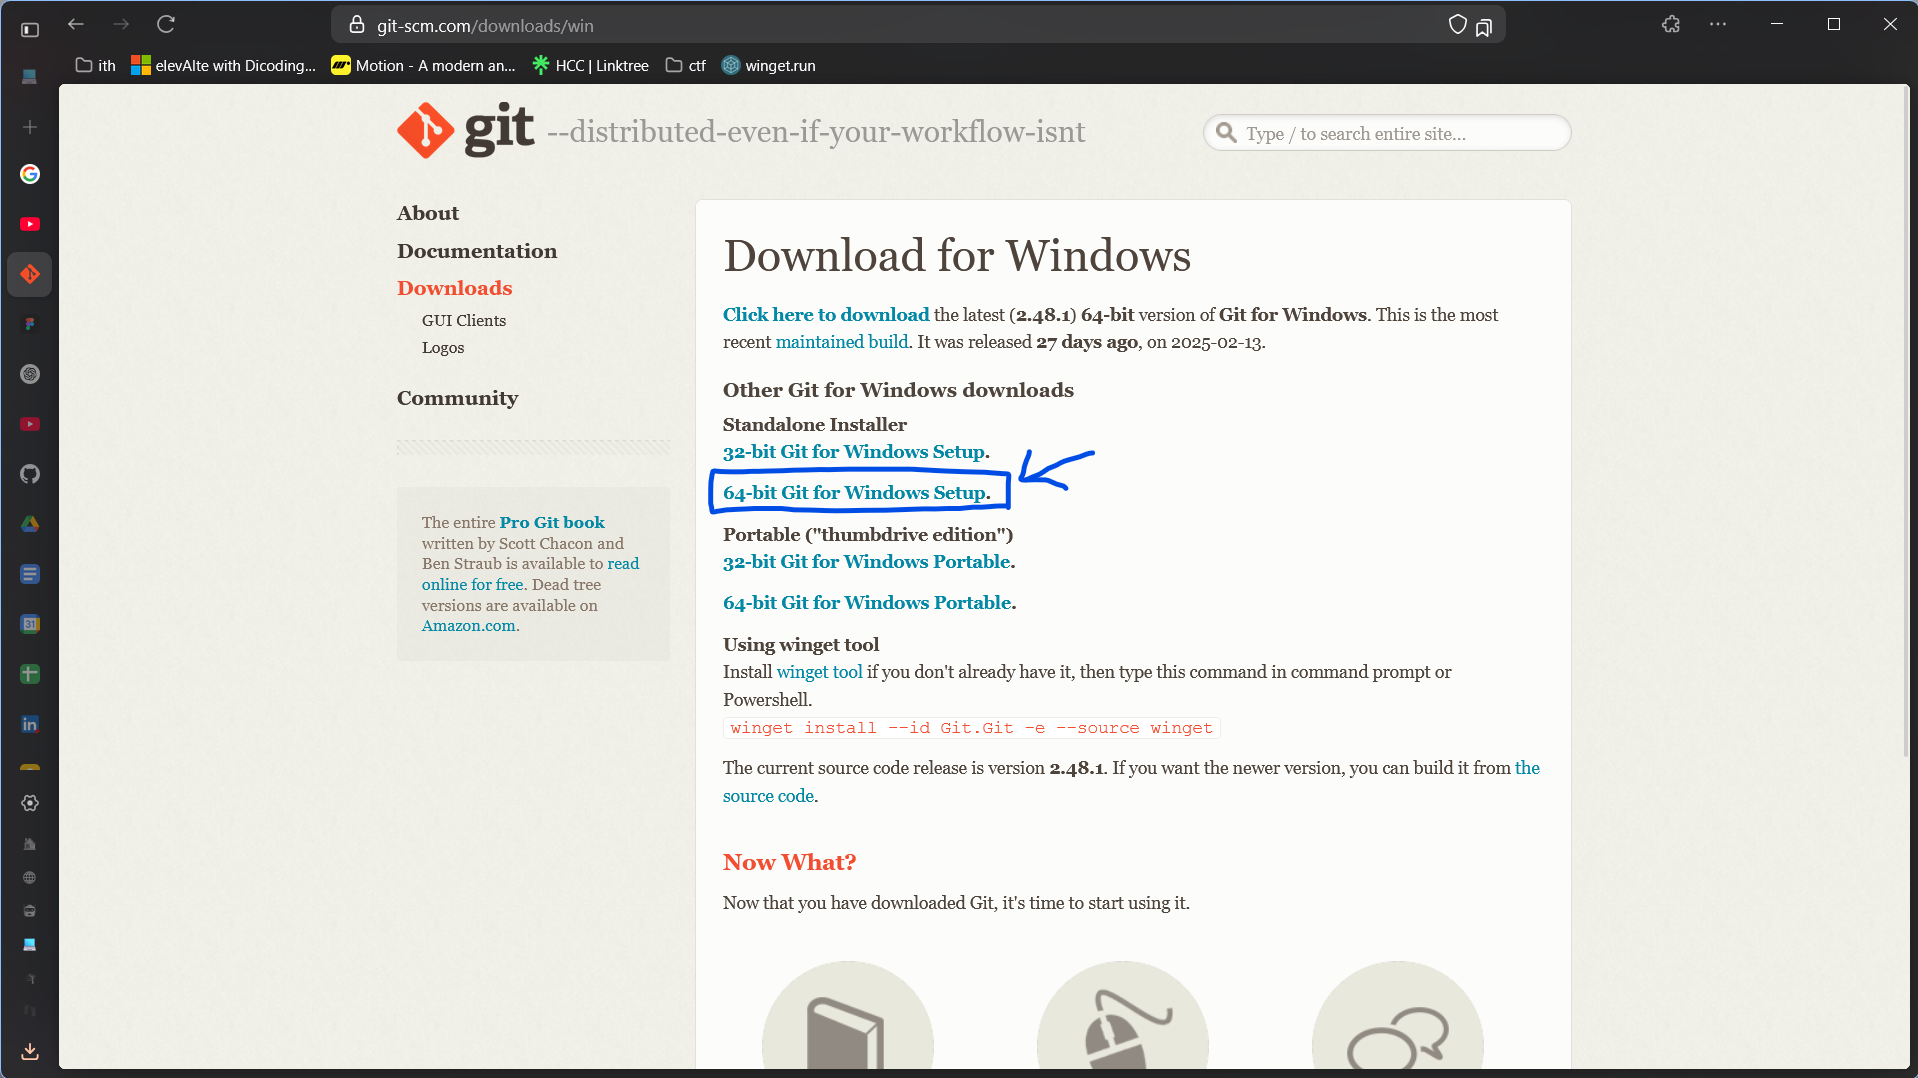 git-scm.com/downloads/win
ith
elevAIte with Dicoding...
Motion - A modern an...
HCC | Linktree
ctf
winget.run
git --distributed-even-if-your-workflow-isnt
Type / to search entire site...
About
Documentation
Downloads
GUI Clients
Logos
Community
The entire Pro Git book
written by Scott Chacon and
Ben Straub is available to read
online for free. Dead tree
versions are available on
Amazon.com.
Download for Windows
Click here to download the latest (2.48.1) 64-bit version of Git for Windows. This is the most
recent maintained build. It was released 27 days ago, on 2025-02-13.
Other Git for Windows downloads
Standalone Installer
32-bit Git for Windows Setup.
64-bit Git for Windows Setup.
Portable ("thumbdrive edition")
32-bit Git for Windows Portable.
64-bit Git for Windows Portable.
Using winget tool
Install winget tool if you don't already have it, then type this command in command prompt or
Powershell.
winget install --id Git.Git -e --source winget
The current source code release is version 2.48.1. If you want the newer version, you can build it from the
source code.
Now What?
Now that you have downloaded Git, it's time to start using it.